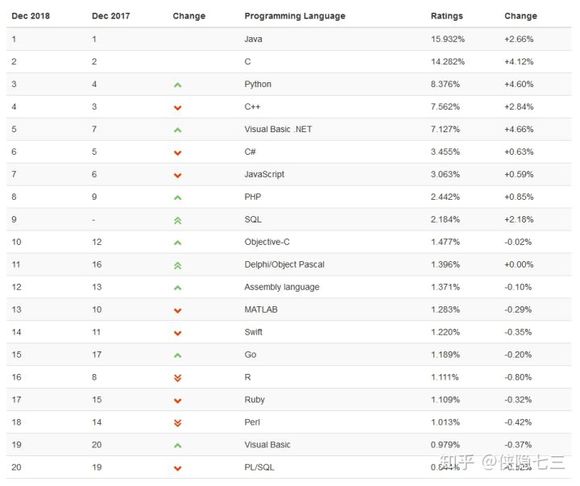 Dec 2018 Dec 2017 Change Programming Language Ratings Change
1 1 Java 15.932% +2.66%
2 2 C 14.282% +4.12%
3 4 Python 8.376% +4.60%
4 3 C++ 7.562% +2.84%
5 7 Visual Basic .NET 7.127% +4.66%
6 5 C# 3.455% +0.63%
7 6 JavaScript 3.063% +0.59%
8 9 PHP 2.442% +0.85%
9 - SQL 2.184% +2.18%
10 12 Objective-C 1.477% -0.02%
11 16 Delphi/Object Pascal 1.396% +0.00%
12 13 Assembly language 1.371% -0.10%
13 10 MATLAB 1.283% -0.29%
14 11 Swift 1.220% -0.35%
15 17 Go 1.189% -0.20%
16 8 R 1.111% -0.80%
17 15 Ruby 1.109% -0.32%
18 14 Perl 1.013% -0.42%
19 20 Visual Basic 0.979% -0.37%
20 19 PL/SQL
知乎 @侠隐七三